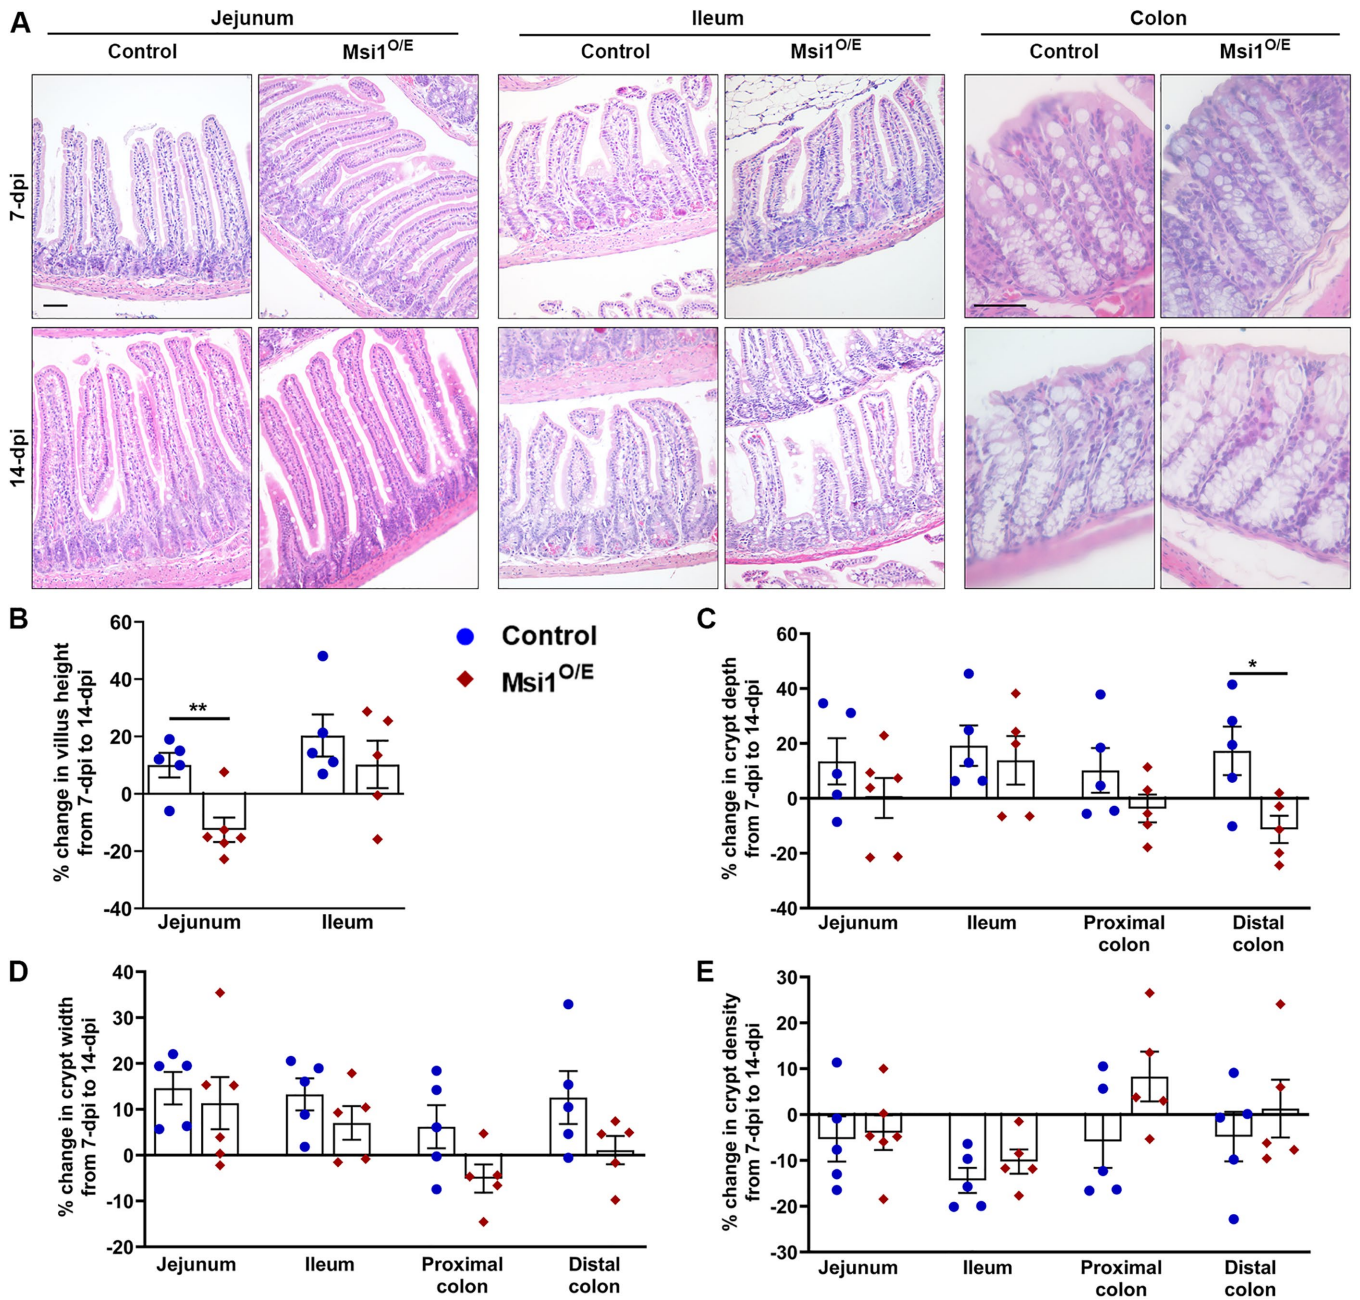 A
Jejunum
Ileum
Colon
Control
Msi1O/E
Control
Msi1O/E
Control
Msi1O/E
7-dpi
14-dpi
B
% change in villus height
from 7-dpi to 14-dpi
60
40
20
0
-20
-40
**
Jejunum
Ileum
Control
Msi1O/E
C
% change in crypt depth
from 7-dpi to 14-dpi
60
40
20
0
-20
-40
*
Jejunum
Ileum
Proximal
colon
Distal
colon
D
% change in crypt width
from 7-dpi to 14-dpi
40
30
20
10
0
-10
-20
Jejunum
Ileum
Proximal
colon
Distal
colon
E
% change in crypt density
from 7-dpi to 14-dpi
30
20
10
0
-10
-20
-30
Jejunum
Ileum
Proximal
colon
Distal
colon